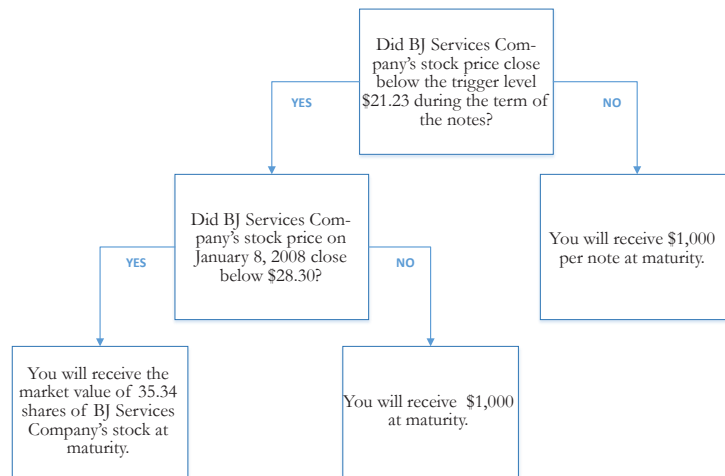 Did BJ Services Com-
pany's stock price close
below the trigger level
$21.23 during the term of
the notes?
YES
NO
Did BJ Services Com-
pany's stock price on
January 8, 2008 close
below $28.30?
You will receive $1,000
per note at maturity.
YES
NO
You will receive the
market value of 35.34
shares of BJ Services
Company's stock at
maturity.
You will receive $1,000
at maturity.